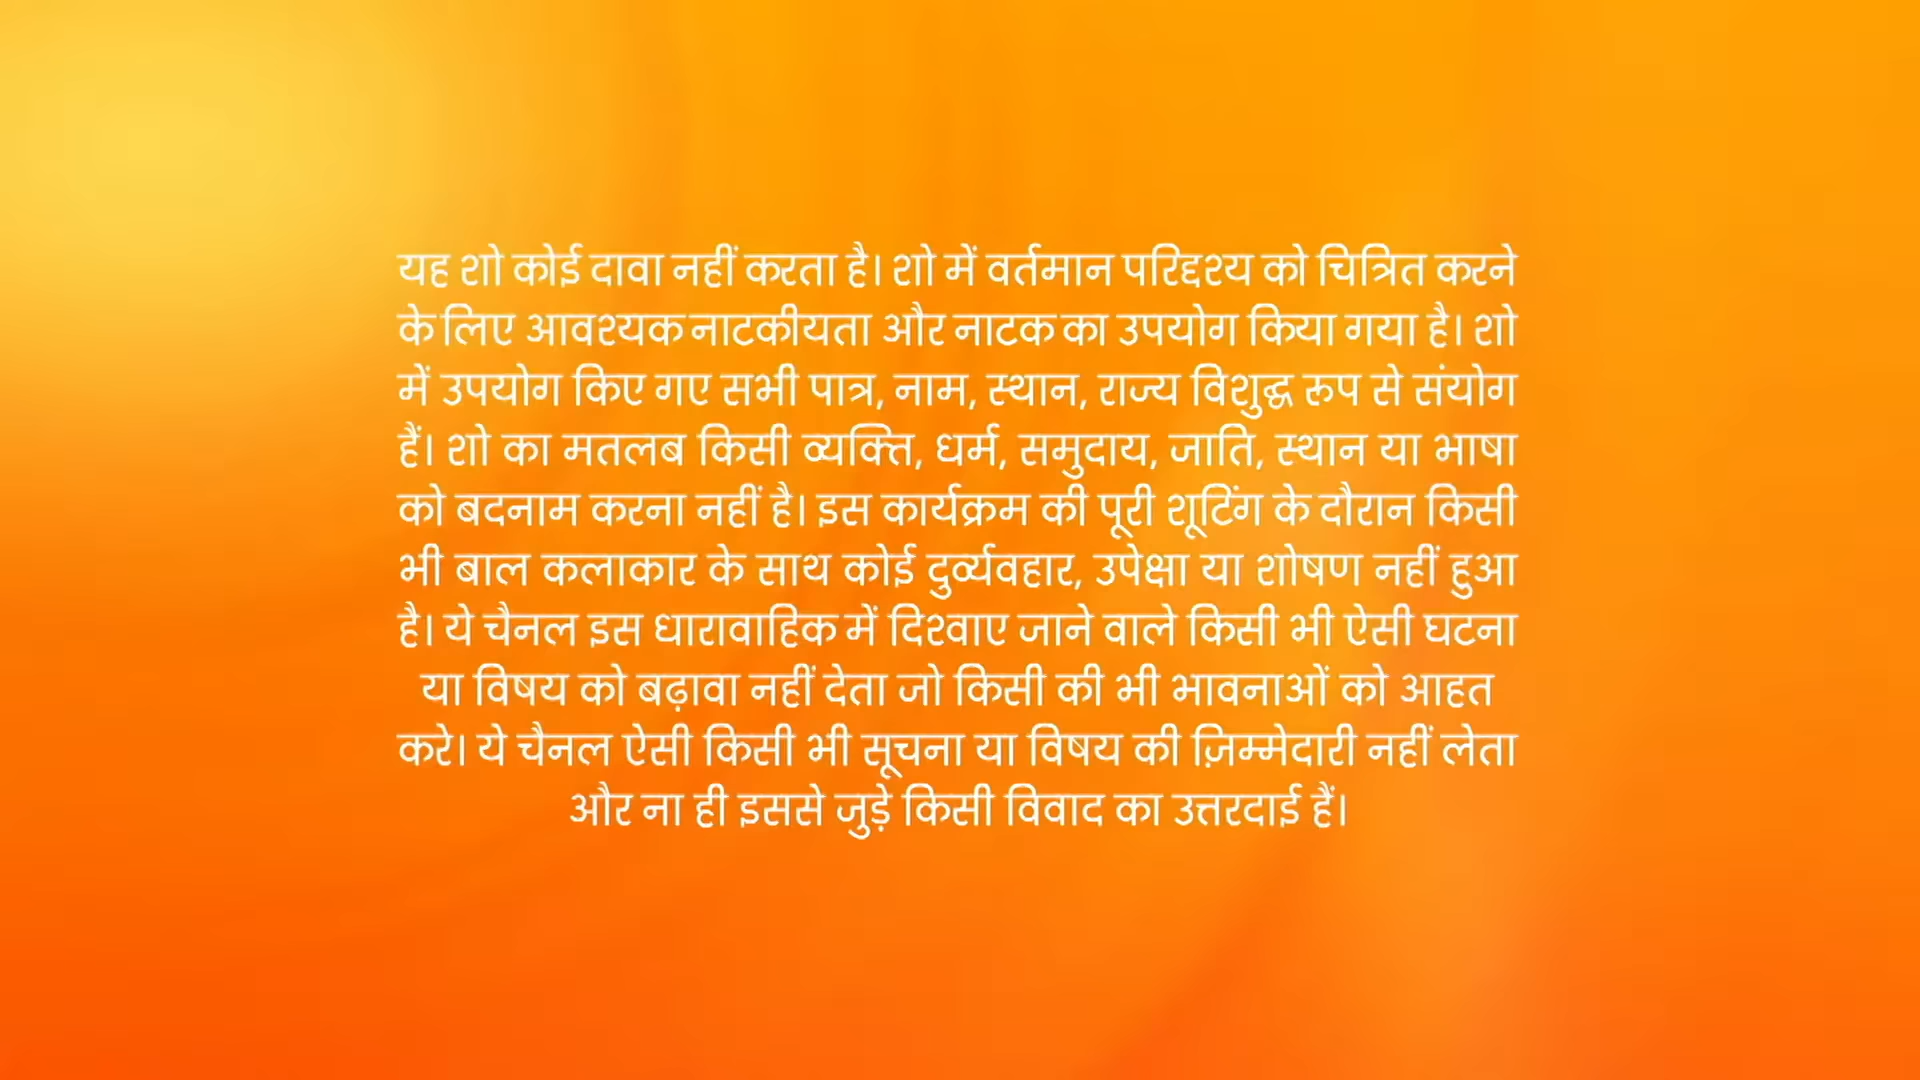 यह शो कोई दावा नहीं करता है। शो में वर्तमान परिद्दश्य को चित्रित करने
के लिए आवश्यक नाटकीयता और नाटक का उपयोग किया गया है। शो
में उपयोग किए गए सभी पात्र, नाम, स्थान, राज्य विशुद्ध रुप से संयोग
हैं। शो का मतलब किसी व्यक्ति, धर्म, समुदाय, जाति, स्थान या भाषा
को बदनाम करना नहीं है। इस कार्यक्रम की पूरी शूटिंग के दौरान किसी
भी बाल कलाकार के साथ कोई दुर्व्यवहार, उपेक्षा या शोषण नहीं हुआ
है। ये चैनल इस धारावाहिक में दिखाए जाने वाले किसी भी ऐसी घटना
या विषय को बढ़ावा नहीं देता जो किसी की भी भावनाओं को आहत
करे। ये चैनल ऐसी किसी भी सूचना या विषय की ज़िम्मेदारी नहीं लेता
और ना ही इससे जुड़े किसी विवाद का उत्तरदाई हैं।